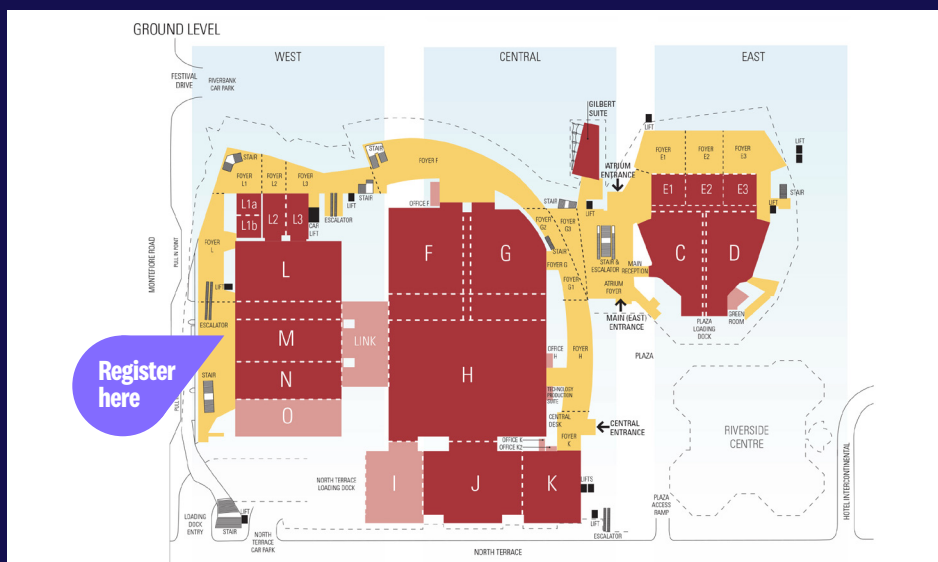 GROUND LEVEL
WEST
CENTRAL
EAST
FESTIVAL
DRIVE
RIVERBANK
CAR PARK
GILBERT
SUITE
LIFT
STAIR
FOYER F
FOYER
E1
FOYER
E2
FOYER
L3
LIFT
STAIR
FOYER
L1
FOYER
L2
FOYER
L3
ATRIUM
ENTRANCE
STAIR
LIFT
ESCALATOR
OFFICE F
STAIR
LIFT
E1
E2
E3
STAIR
LIFT
L1a
L1b
L2
L3
CAR
LIFT
FOYER
G2
FOYER
G3
FOYER
L
MONTEFIORE ROAD
PULL IN POINT
L
F
G
STAIR
FOYER G
FOYER
G1
STAIR &
ESCALATOR
MAIN
RECEPTION
ATRIUM
FOYER
C
D
LIFT
ESCALATOR
MAIN (EAST)
ENTRANCE
PLAZA
LOADING
DOCK
GREEN
ROOM
M
LINK
OFFICE
H
FOYER
H
PLAZA
Register
here
N
H
STAIR
TECHNOLOGY
PRODUCTION
SUITE
O
CENTRAL
DESK
CENTRAL
ENTRANCE
RIVERSIDE
CENTRE
OFFICE K
OFFICE K2
FOYER
K
NORTH TERRACE
LOADING DOCK
I
J
K
LIFTS
PLAZA
ACCESS
RAMP
HOTEL INTERCONTINENTAL
LOADING
DOCK
ENTRY
LIFT
STAIR
NORTH
TERRACE
CAR PARK
LIFT
ESCALATOR
NORTH TERRACE